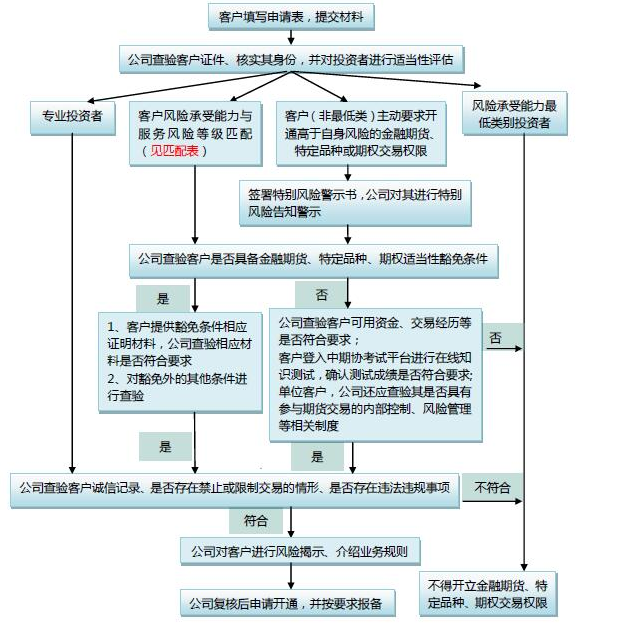 客户填写申请表，提交材料
公司查验客户证件、核实其身份，并对投资者进行适当性评估
专业投资者
客户风险承受能力与
服务风险等级匹配
（见匹配表）
客户（非最低类）主动要求开
通高于自身风险的金融期货、
特定品种或期权交易权限
风险承受能力最
低类别投资者
签署特别风险警示书，公司对其进行特别
风险告知警示
公司查验客户是否具备金融期货、特定品种、期权适当性豁免条件
是
否
1、客户提供豁免条件相应
证明材料，公司查验相应材
料是否符合要求
2、对豁免外的其他条件进
行查验
公司查验客户可用资金、交易经历等
是否符合要求；
客户登入中期协考试平台进行在线知
识测试，确认测试成绩是否符合要求;
单位客户，公司还应查验其是否具有
参与期货交易的内部控制、风险管理
等相关制度
否
是
是
公司查验客户诚信记录、是否存在禁止或限制交易的情形、是否存在违法违规事项
不符合
符合
公司对客户进行风险揭示、介绍业务规则
公司复核后申请开通，并按要求报备
不得开立金融期货、特
定品种、期权交易权限